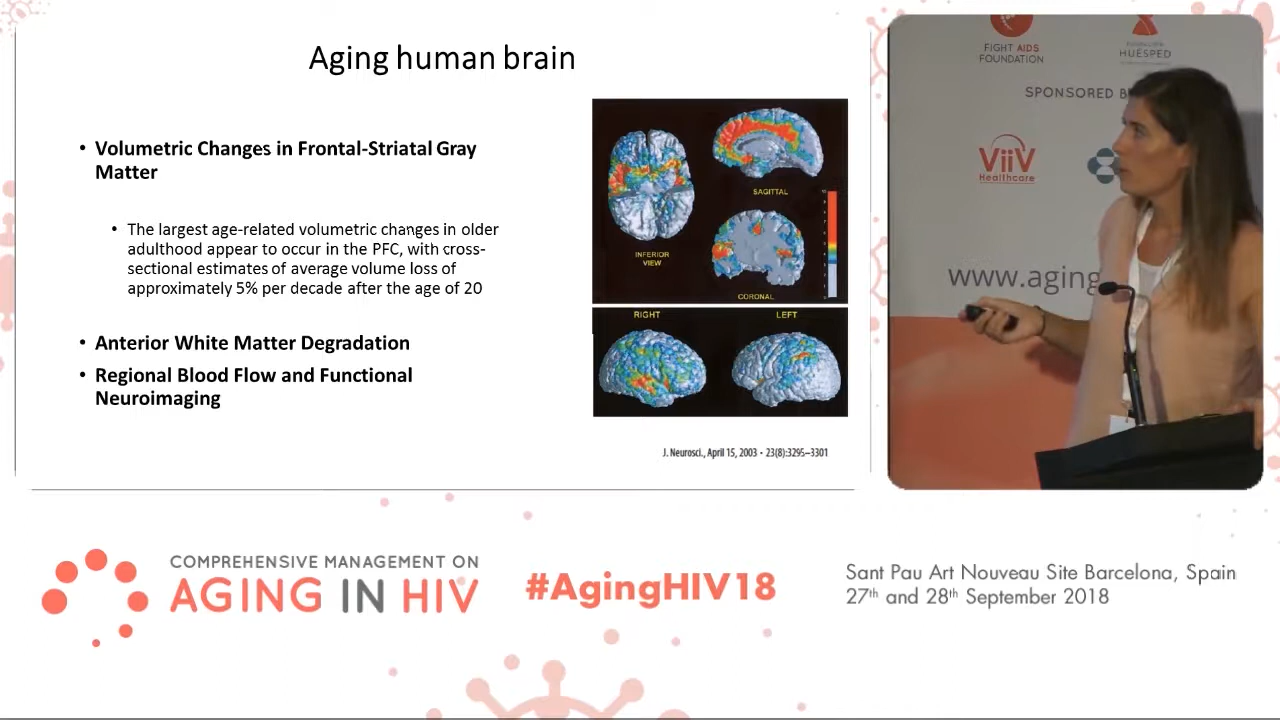 Aging human brain
• Volumetric Changes in Frontal-Striatal Gray
Matter
• The largest age-related volumetric changes in older
adulthood appear to occur in the PFC, with cross-
sectional estimates of average volume loss of
approximately 5% per decade after the age of 20
• Anterior White Matter Degradation
• Regional Blood Flow and Functional
Neuroimaging
SAGITTAL
INFERIOR
VIEW
CORONAL
RIGHT
LEFT
J. Neurosci., April 15, 2003 • 23(8):3295–3301
FIGHT AIDS
FOUNDATION
HUÉSPED
SPONSORED B
ViiV
Healthcare
www.aging
COMPREHENSIVE MANAGEMENT ON
AGING IN HIV
#AgingHIV18
Sant Pau Art Nouveau Site Barcelona, Spain
27th and 28th September 2018